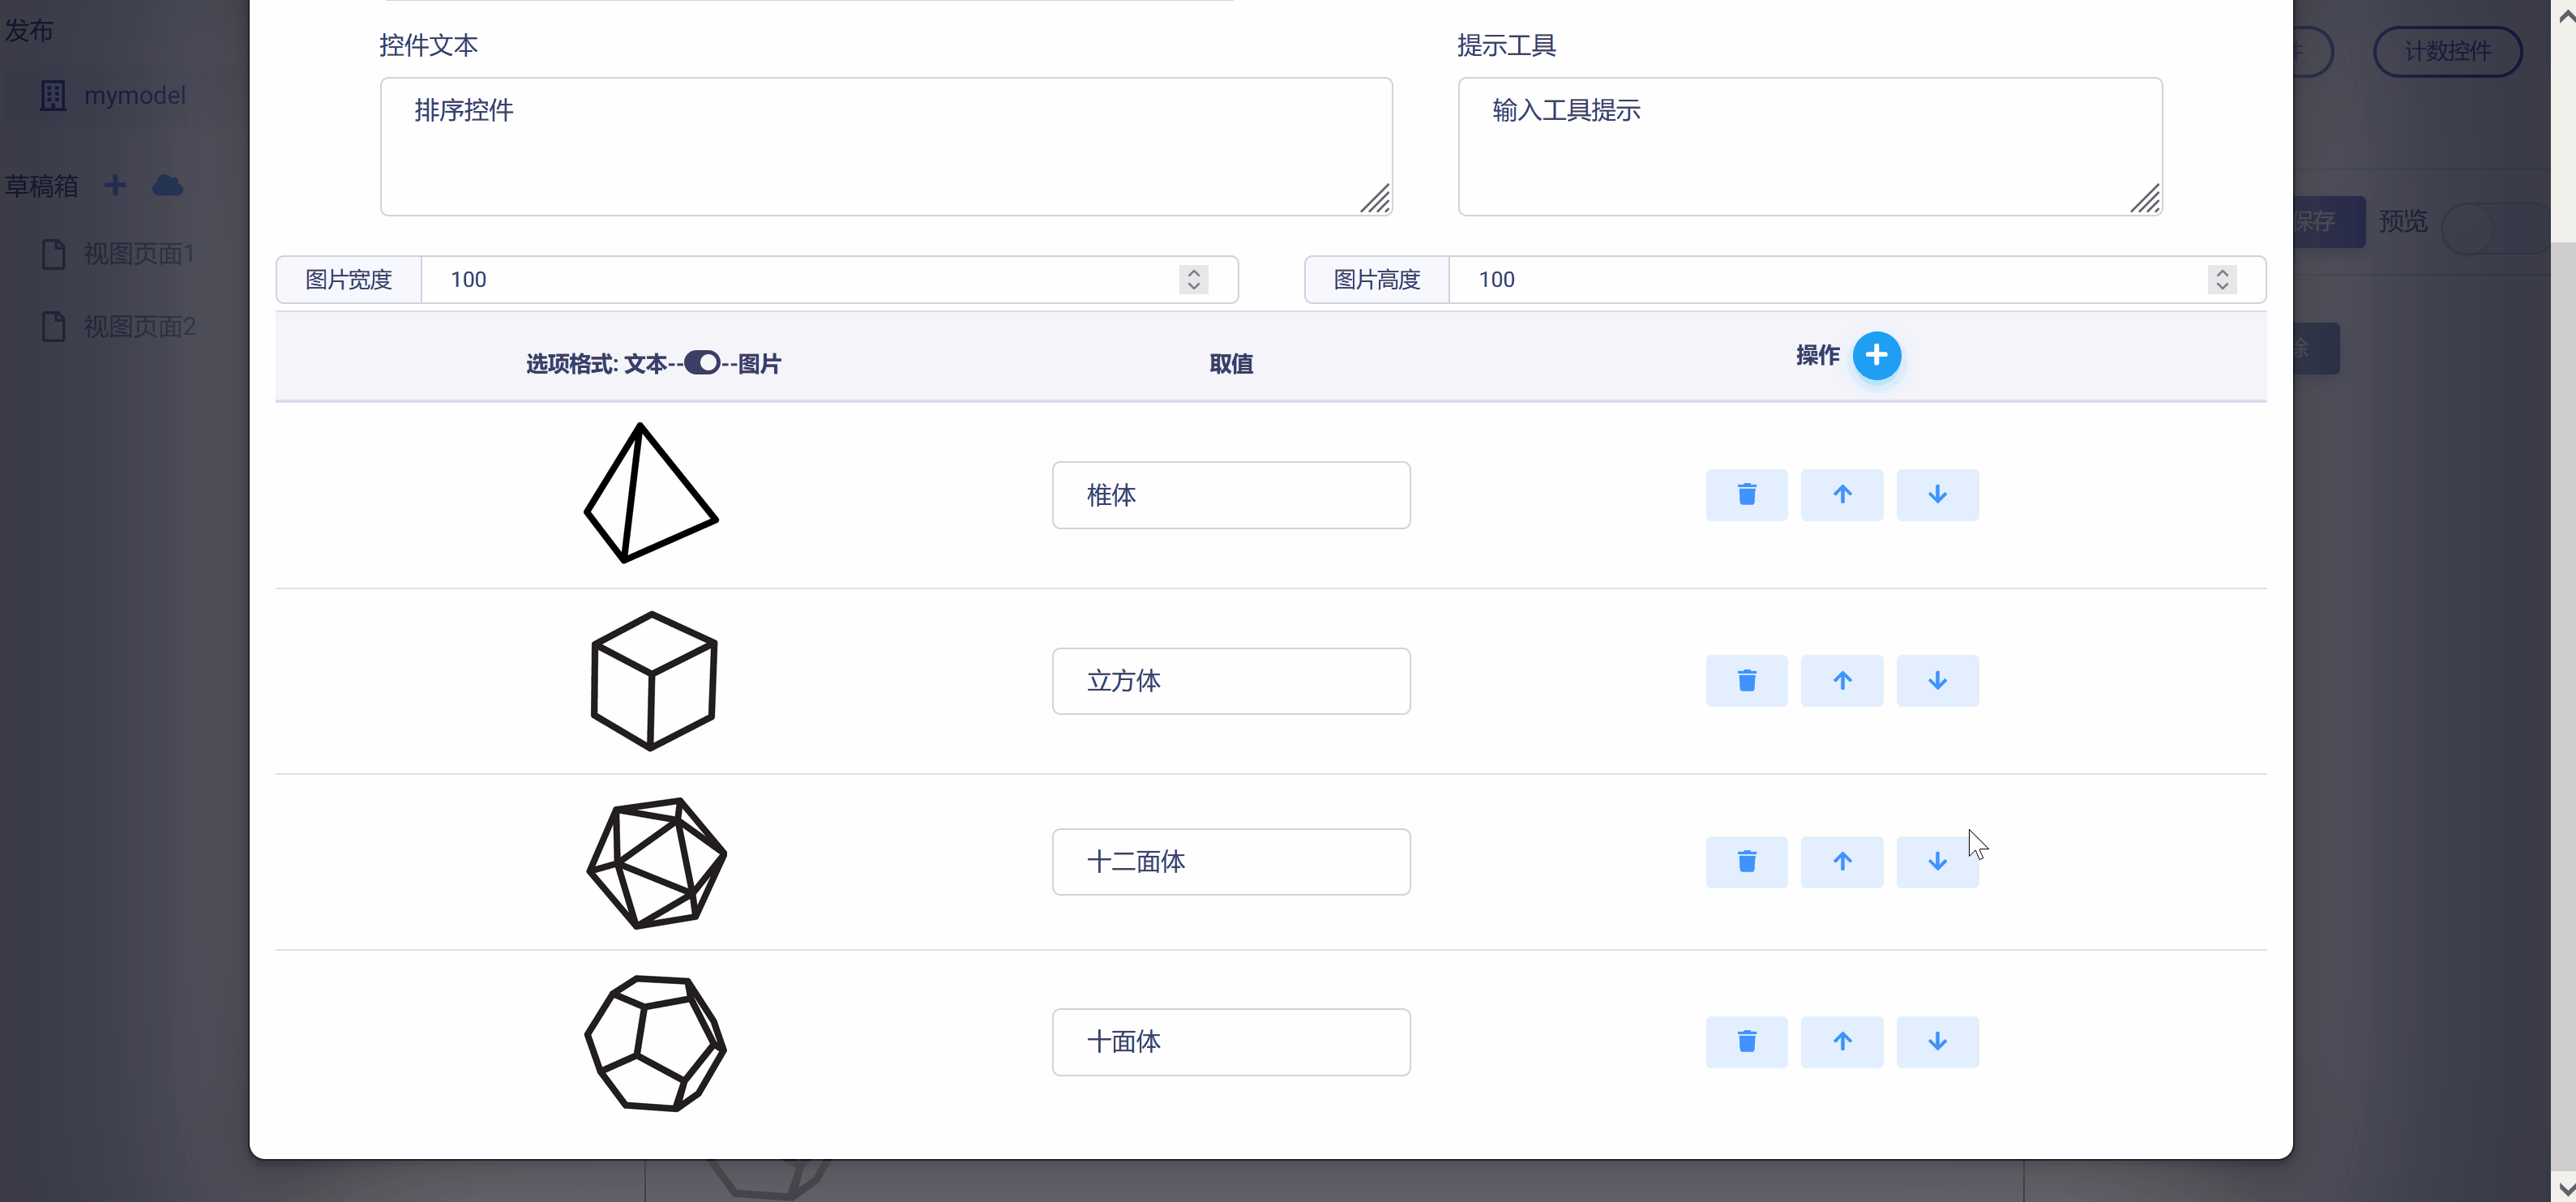 发布
mymodel
草稿箱
视图页面1
视图页面2
计数控件
保存
预览
控件文本
排序控件
提示工具
输入工具提示
图片宽度
100
图片高度
100
选项格式: 文本--
--图片
取值
操作
椎体
立方体
十二面体
十面体